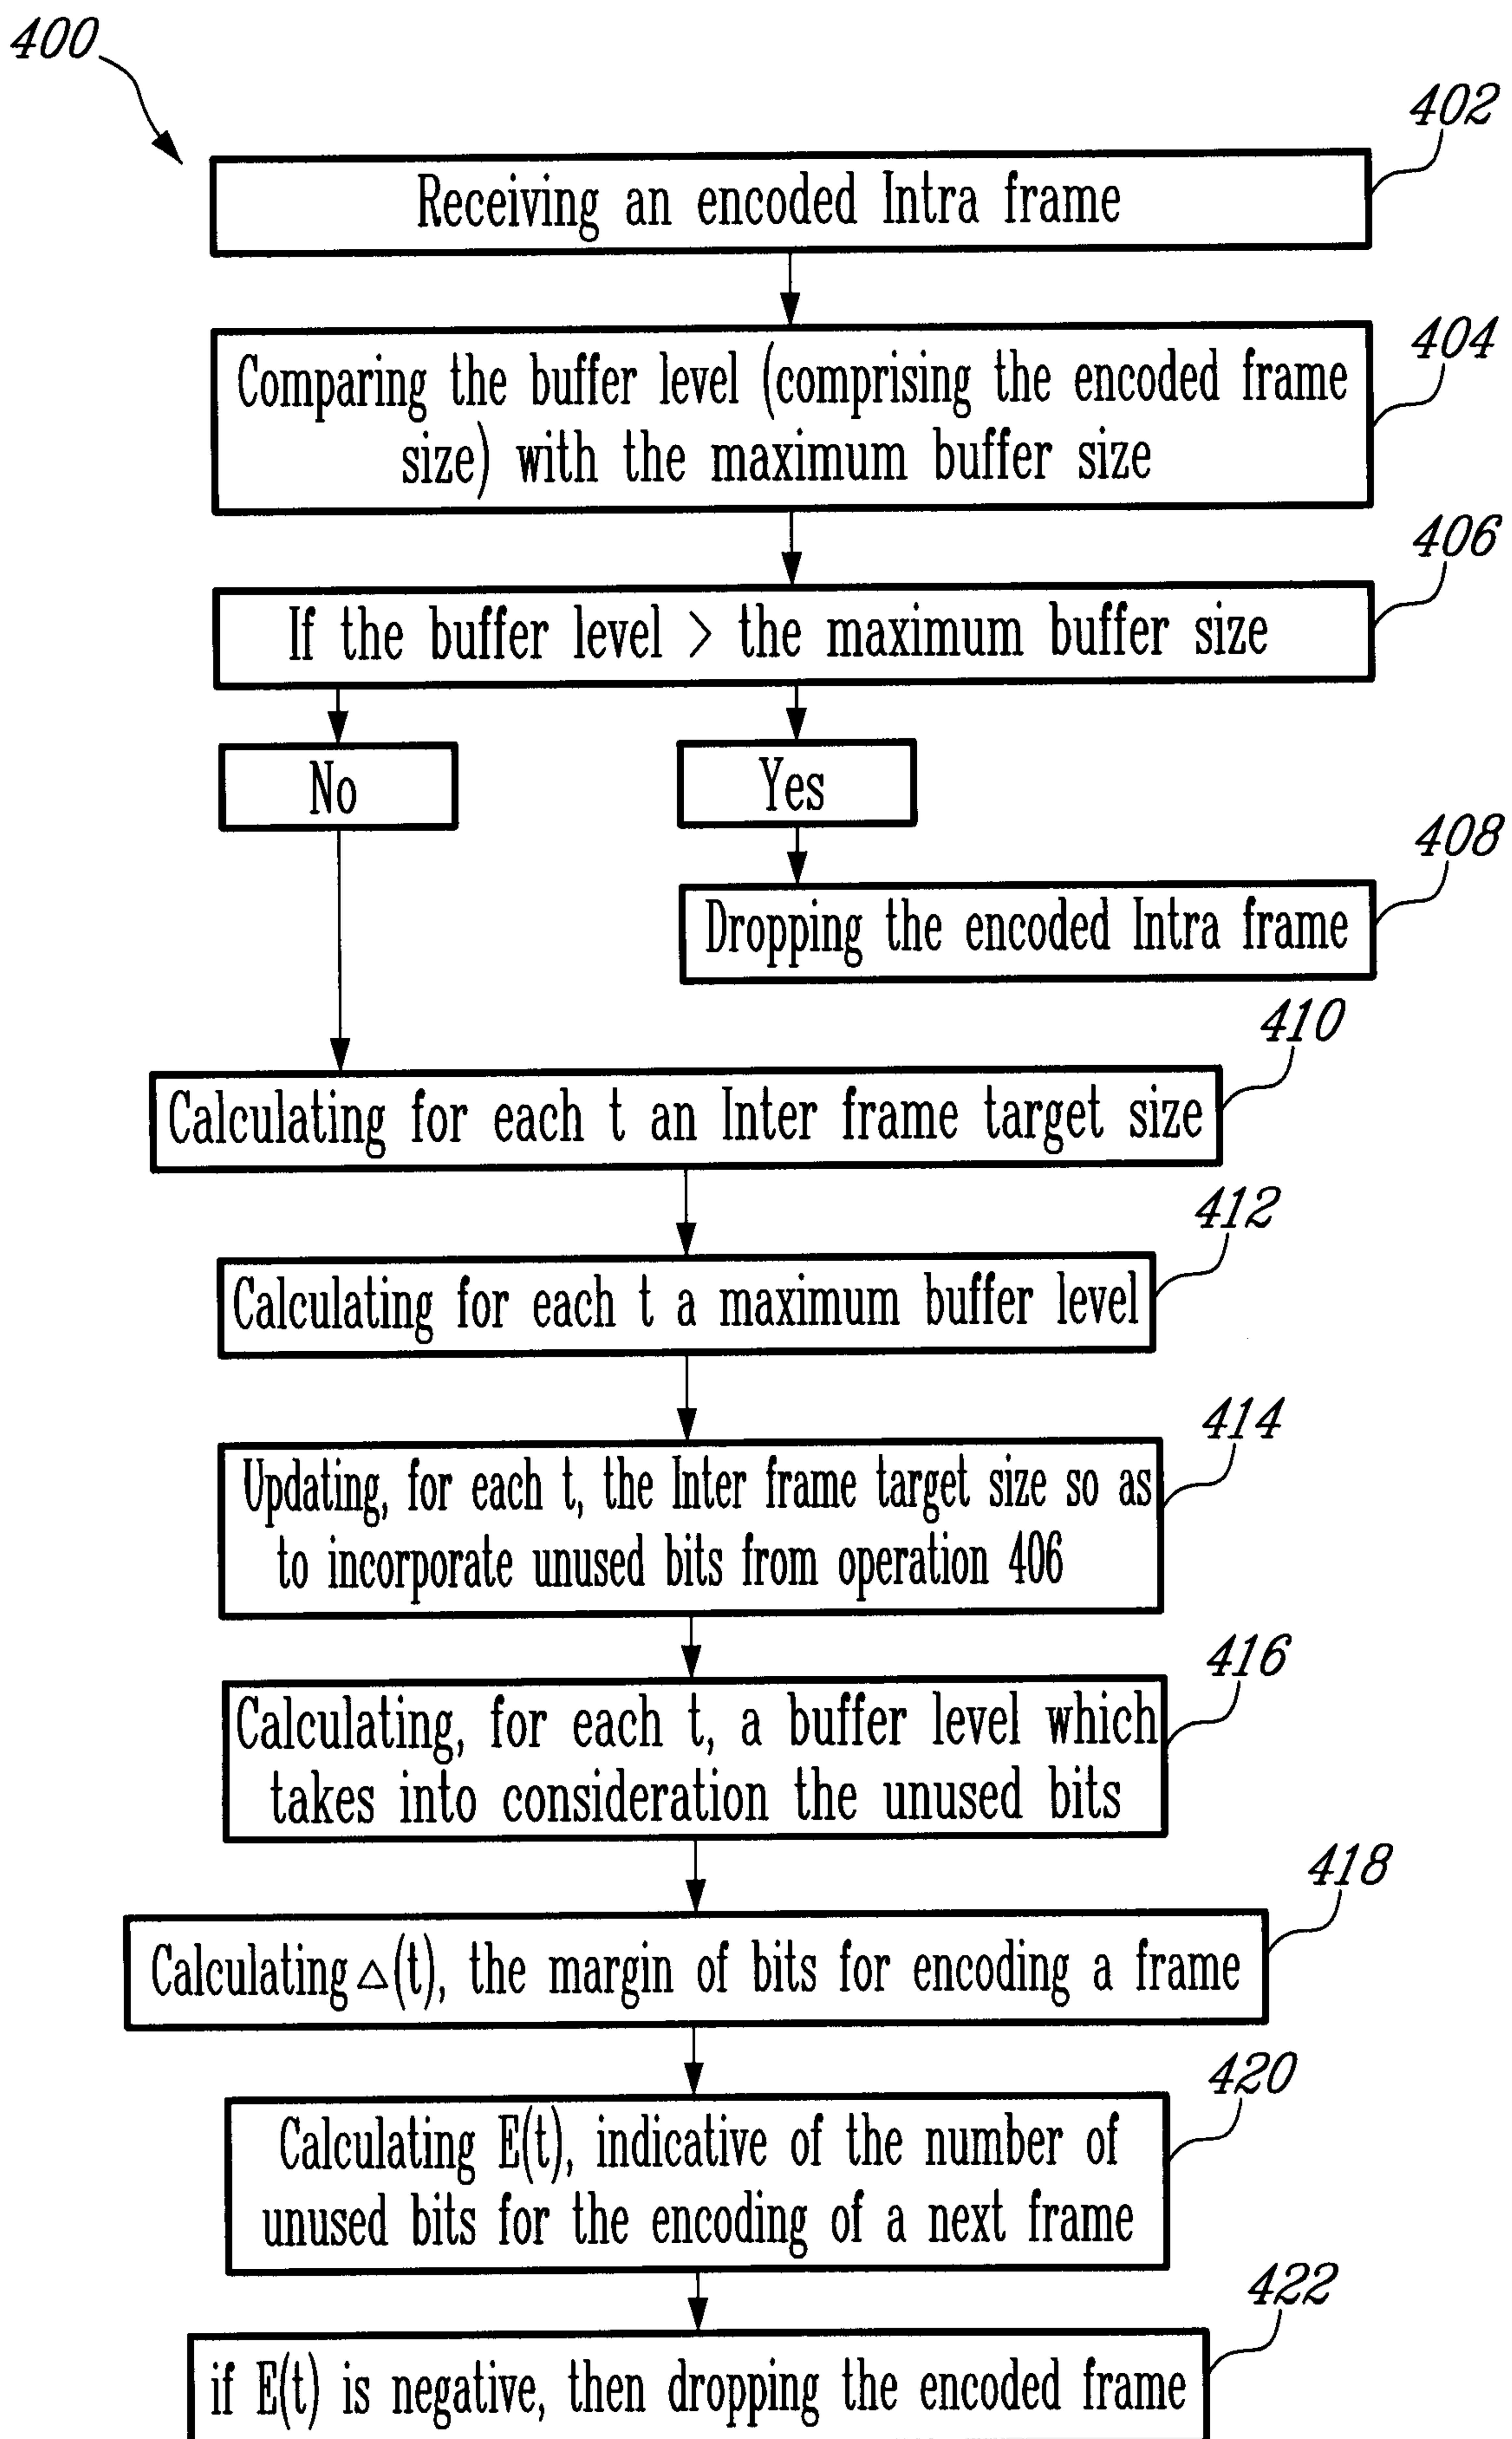 400
402
Receiving an encoded Intra frame
404
Comparing the buffer level (comprising the encoded frame
size) with the maximum buffer size
406
If the buffer level > the maximum buffer size
No
Yes
408
Dropping the encoded Intra frame
410
Calculating for each t an Inter frame target size
412
Calculating for each t a maximum buffer level
414
Updating, for each t, the Inter frame target size so as
to incorporate unused bits from operation 406
416
Calculating, for each t, a buffer level which
takes into consideration the unused bits
418
Calculating △(t), the margin of bits for encoding a frame
420
Calculating E(t), indicative of the number of
unused bits for the encoding of a next frame
422
if E(t) is negative, then dropping the encoded frame